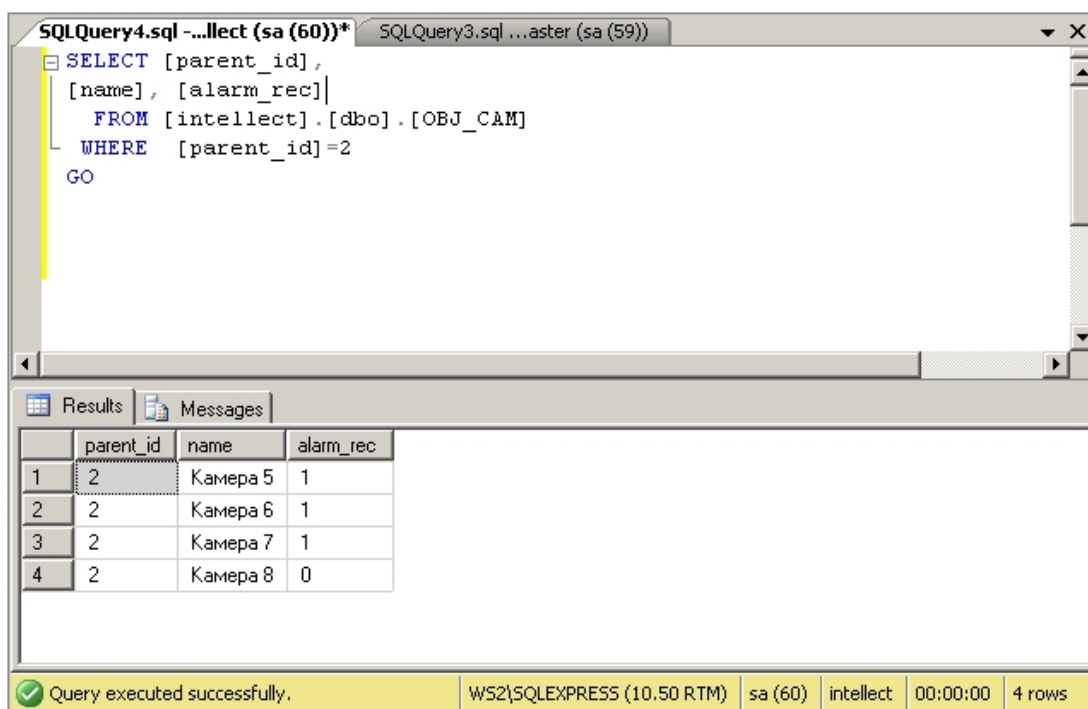 SQLQuery4.sql -...llect (sa (60))* SQLQuery3.sql ...aster (sa (59))
SELECT [parent_id],
[name], [alarm_rec]
FROM [intellect].[dbo].[OBJ_CAM]
WHERE [parent_id]=2
GO
Results Messages
parent_id name alarm_rec
1 2 Камера 5 1
2 2 Камера 6 1
3 2 Камера 7 1
4 2 Камера 8 0
Query executed successfully. WS2\SQLEXPRESS (10.50 RTM) sa (60) intellect 00:00:00 4 rows